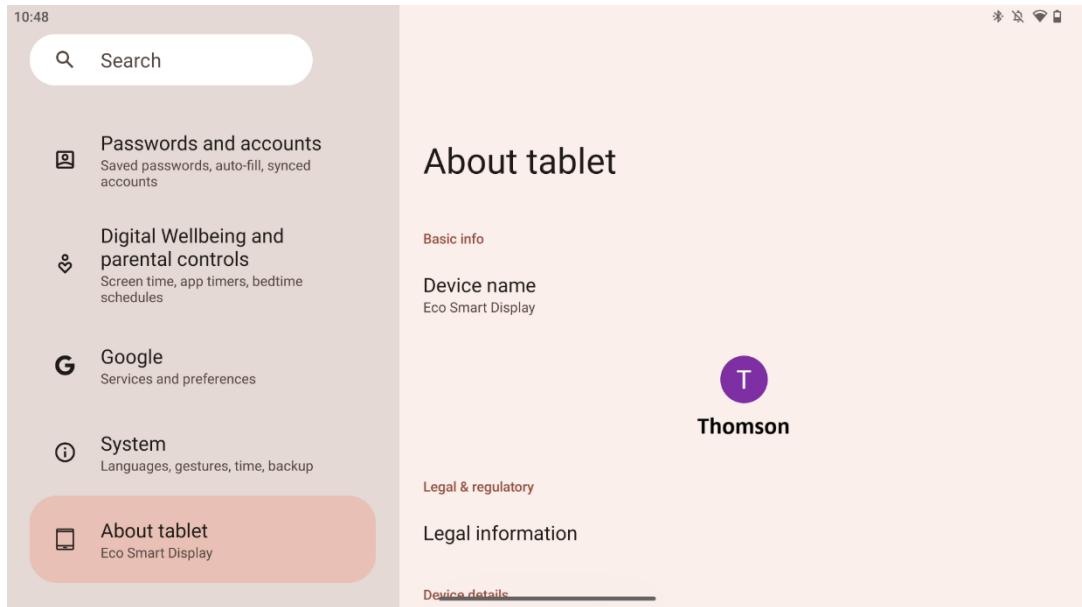 10:48
Search
Passwords and accounts
Saved passwords, auto-fill, synced
accounts
Digital Wellbeing and
parental controls
Screen time, app timers, bedtime
schedules
Google
Services and preferences
System
Languages, gestures, time, backup
About tablet
Eco Smart Display
About tablet
Basic info
Device name
Eco Smart Display
T
Thomson
Legal & regulatory
Legal information
Device details